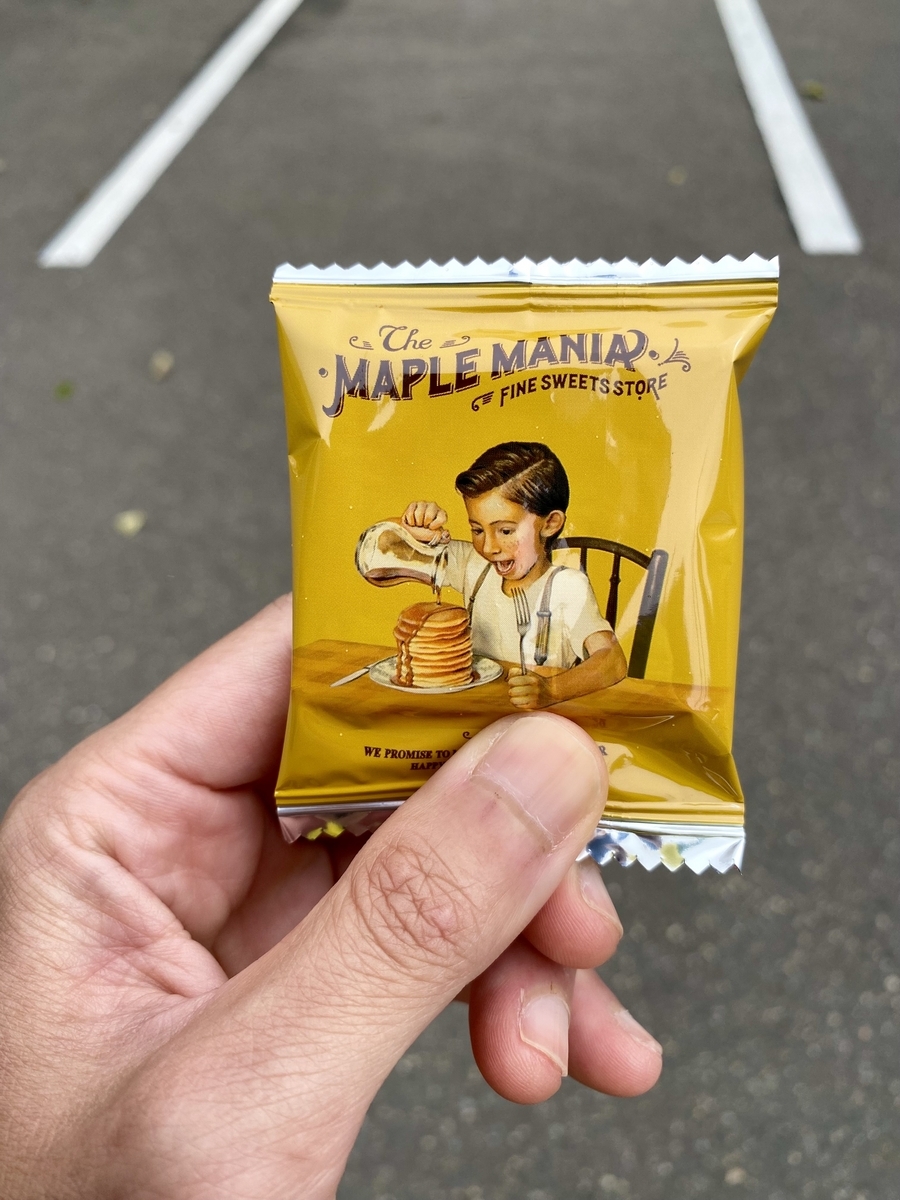 The
MAPLE MANIA
FINE SWEETS STORE
WE PROMISE TO